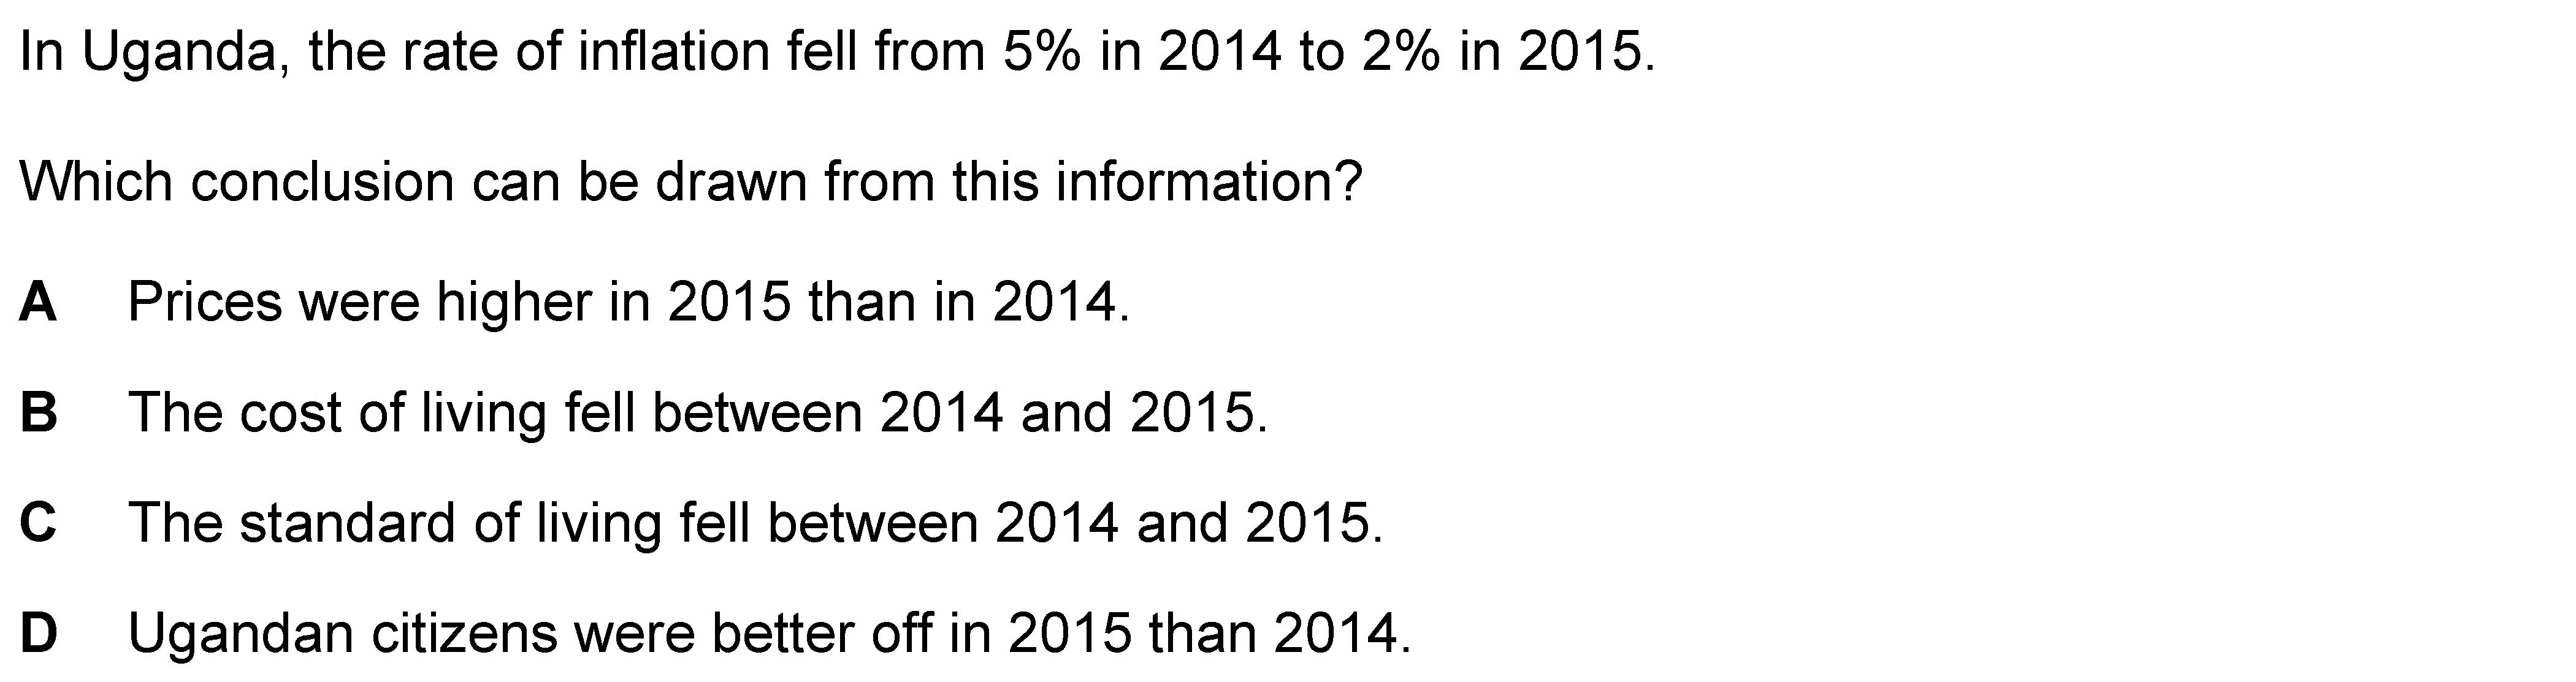 In Uganda, the rate of inflation fell from 5% in 2014 to 2% in 2015.
Which conclusion can be drawn from this information?
A Prices were higher in 2015 than in 2014.
B The cost of living fell between 2014 and 2015.
C The standard of living fell between 2014 and 2015.
D Ugandan citizens were better off in 2015 than 2014.